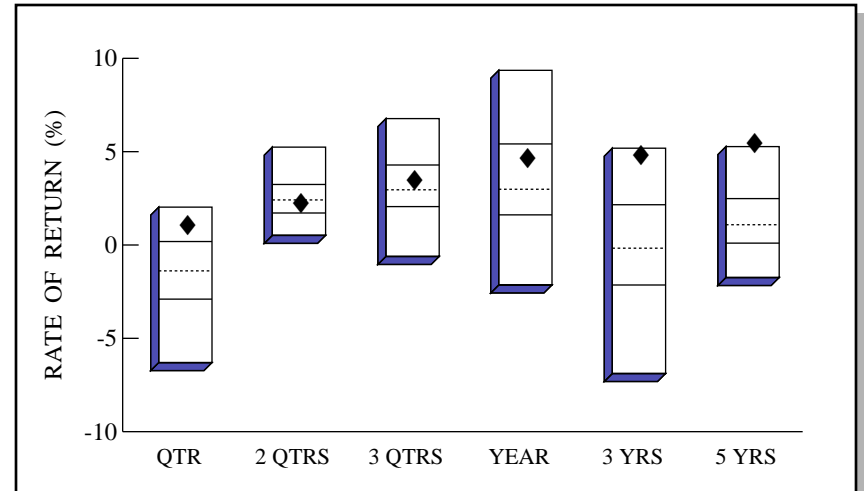 RATE OF RETURN (%)
10
5
0
-5
-10
QTR 2 QTRS 3 QTRS YEAR 3 YRS 5 YRS